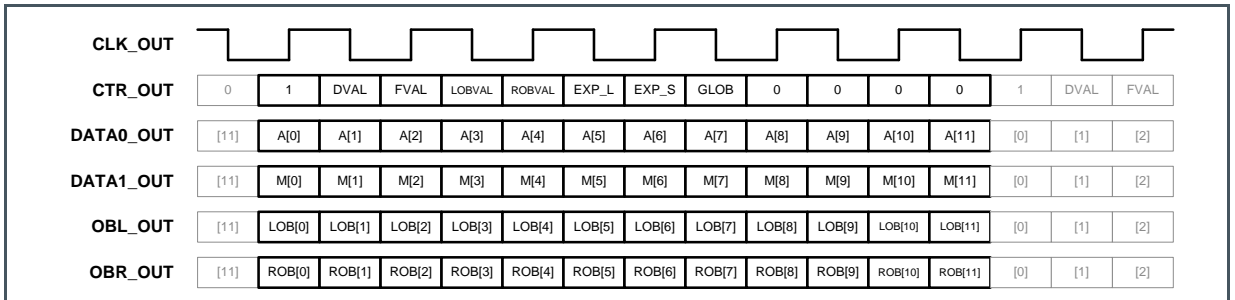 CLK_OUT
CTR_OUT 0 1 DVAL FVAL LOBVAL ROBVAL EXP_L EXP_S GLOB 0 0 0 0 1 DVAL FVAL
DATA0_OUT [11] A[0] A[1] A[2] A[3] A[4] A[5] A[6] A[7] A[8] A[9] A[10] A[11] [0] [1] [2]
DATA1_OUT [11] M[0] M[1] M[2] M[3] M[4] M[5] M[6] M[7] M[8] M[9] M[10] M[11] [0] [1] [2]
OBL_OUT [11] LOB[0] LOB[1] LOB[2] LOB[3] LOB[4] LOB[5] LOB[6] LOB[7] LOB[8] LOB[9] LOB[10] LOB[11] [0] [1] [2]
OBR_OUT [11] ROB[0] ROB[1] ROB[2] ROB[3] ROB[4] ROB[5] ROB[6] ROB[7] ROB[8] ROB[9] ROB[10] ROB[11] [0] [1] [2]